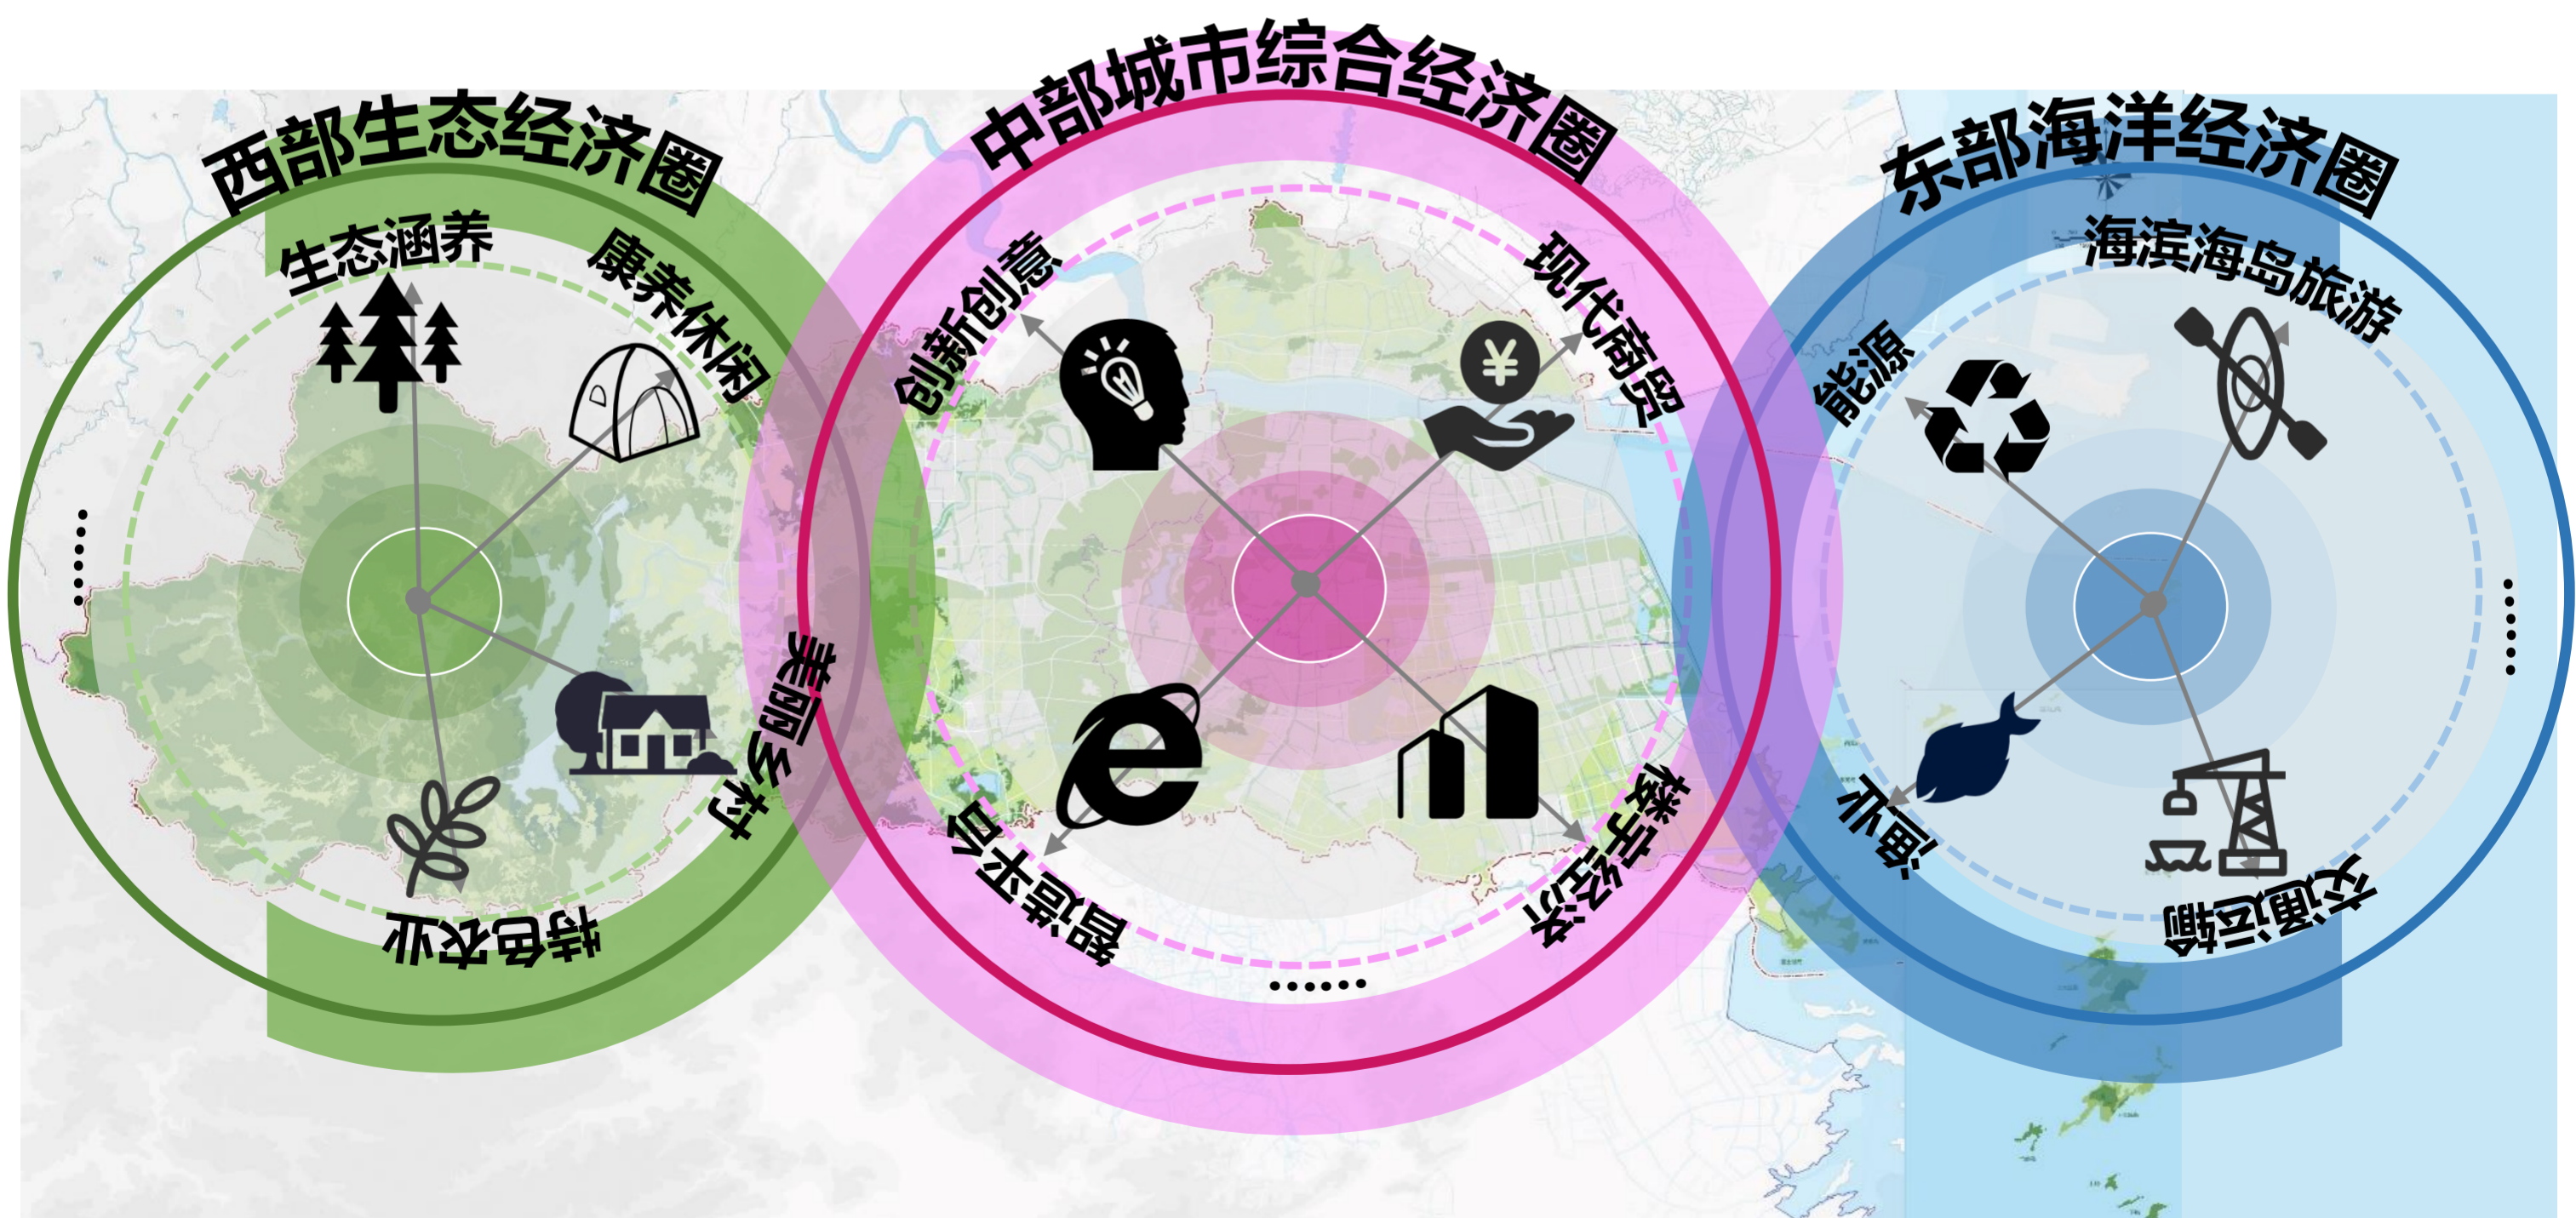 西部生态经济圈
生态涵养
康养休闲
美丽乡村
特色农业
......
中部城市综合经济圈
创新创意
现代商贸
楼宇经济
智造平台
......
东部海洋经济圈
能源
海滨海岛旅游
渔业
交通运输
......
¥